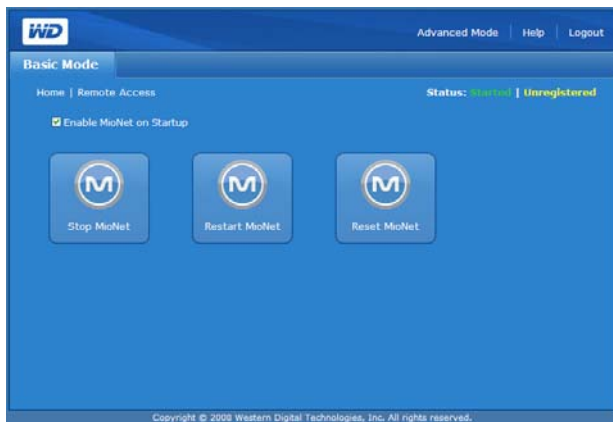 WD
Advanced Mode | Help | Logout
Basic Mode
Home | Remote Access
Status: Started | Unregistered
Enable MioNet on Startup
M M M
Stop MioNet Restart MioNet Reset MioNet
Copyright © 2008 Western Digital Technologies, Inc. All rights reserved.